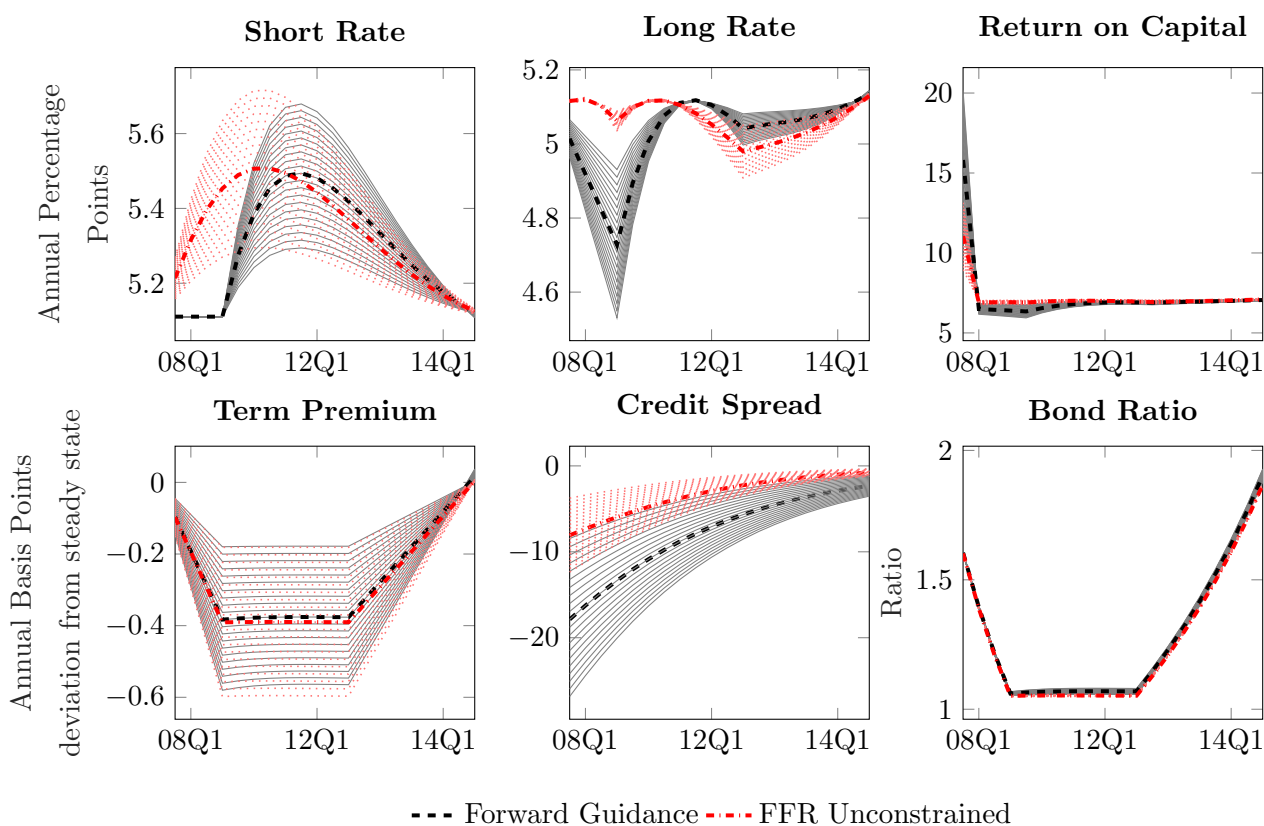 Short Rate
Long Rate
Return on Capital
Annual Percentage
Points
5.6
5.4
5.2
08Q1 12Q1 14Q1
5.2
5
4.8
4.6
08Q1 12Q1 14Q1
20
15
10
5
08Q1 12Q1 14Q1
Term Premium
Credit Spread
Bond Ratio
Annual Basis Points
deviation from steady state
0
−0.2
−0.4
−0.6
08Q1 12Q1 14Q1
0
−10
−20
08Q1 12Q1 14Q1
Ratio
2
1.5
1
08Q1 12Q1 14Q1
Forward Guidance FFR Unconstrained